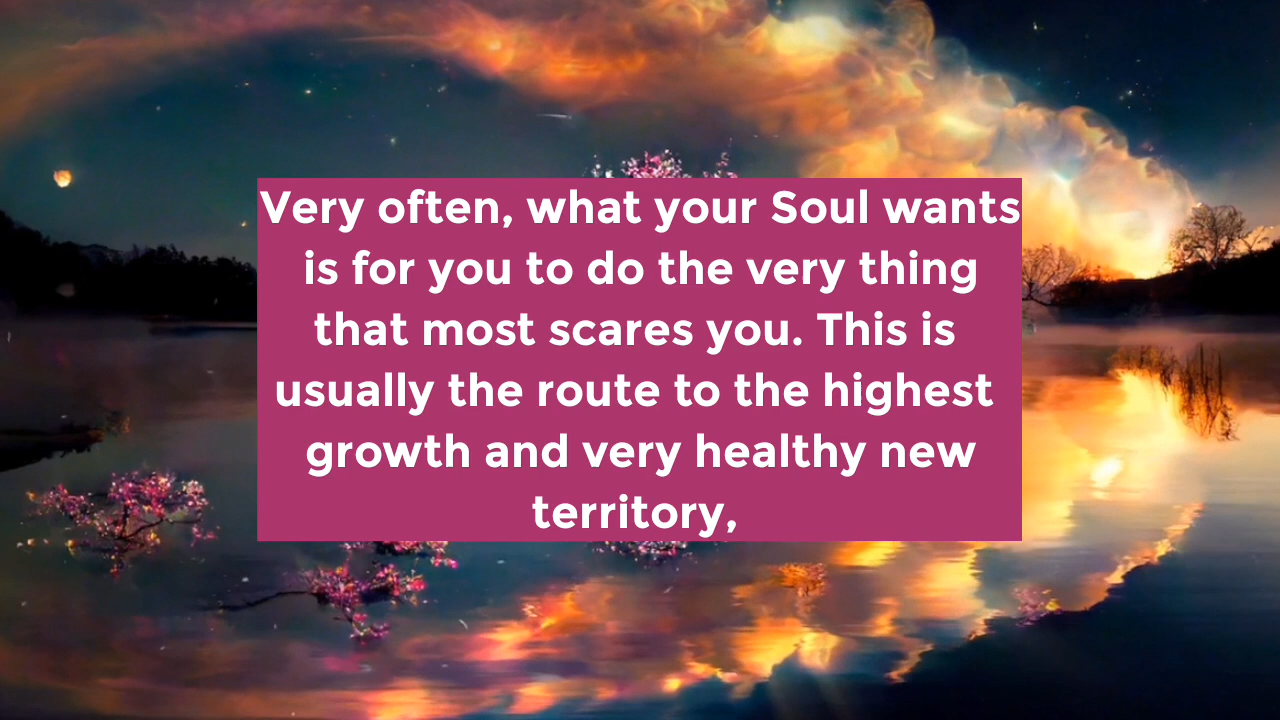 Very often, what your Soul wants
is for you to do the very thing
that most scares you. This is
usually the route to the highest
growth and very healthy new
territory,